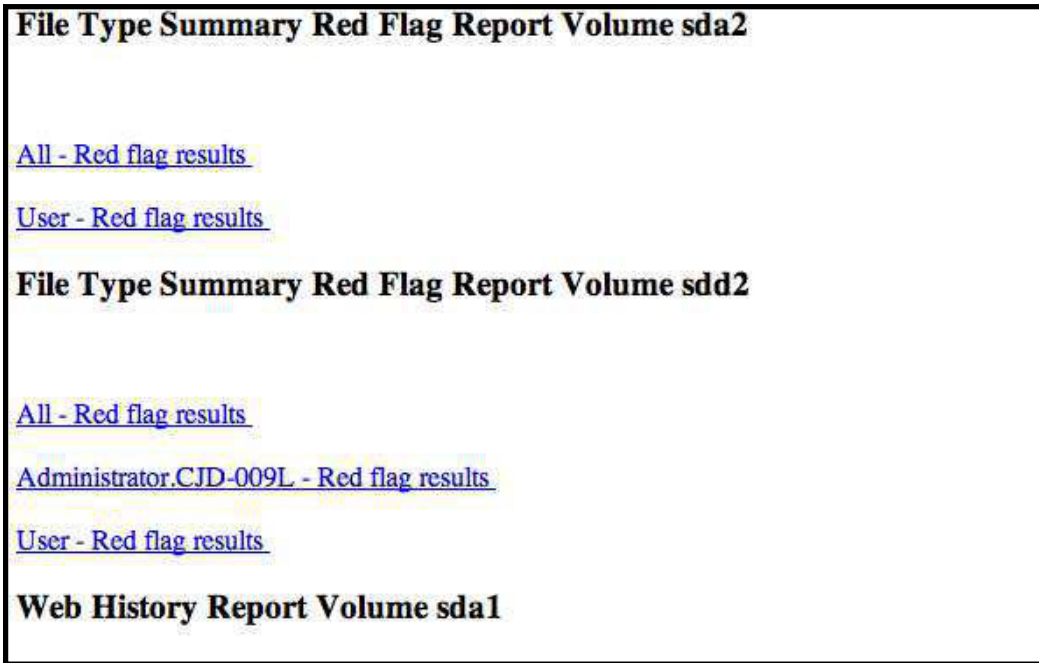 File Type Summary Red Flag Report Volume sda2
All - Red flag results
User - Red flag results
File Type Summary Red Flag Report Volume sdd2
All - Red flag results
Administrator.CJD-009L - Red flag results
User - Red flag results
Web History Report Volume sda1